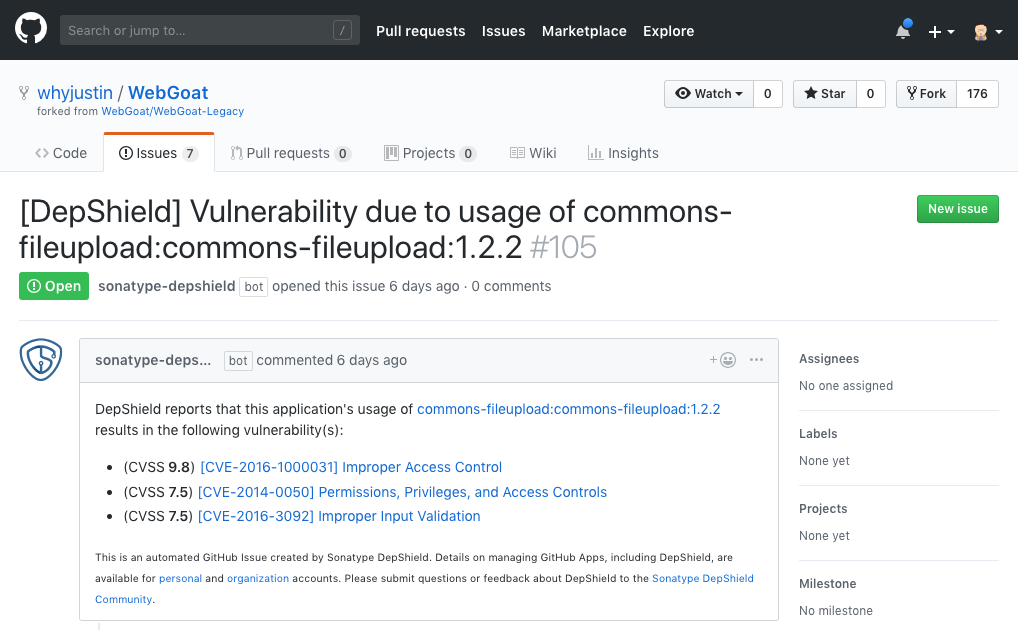 Search or jump to... /
Pull requests Issues Marketplace Explore
whyjustin / WebGoat
forked from WebGoat/WebGoat-Legacy
Watch 0 Star 0 Fork 176
Code Issues 7 Pull requests 0 Projects 0 Wiki Insights
[DepShield] Vulnerability due to usage of commons-
fileupload:commons-fileupload:1.2.2 #105
New issue
Open sonatype-depshield bot opened this issue 6 days ago · 0 comments
sonatype-deps... bot commented 6 days ago
DepShield reports that this application's usage of commons-fileupload:commons-fileupload:1.2.2
results in the following vulnerability(s):
• (CVSS 9.8) [CVE-2016-1000031] Improper Access Control
• (CVSS 7.5) [CVE-2014-0050] Permissions, Privileges, and Access Controls
• (CVSS 7.5) [CVE-2016-3092] Improper Input Validation
This is an automated GitHub Issue created by Sonatype DepShield. Details on managing GitHub Apps, including DepShield, are
available for personal and organization accounts. Please submit questions or feedback about DepShield to the Sonatype DepShield
Community.
Assignees
No one assigned
Labels
None yet
Projects
None yet
Milestone
No milestone